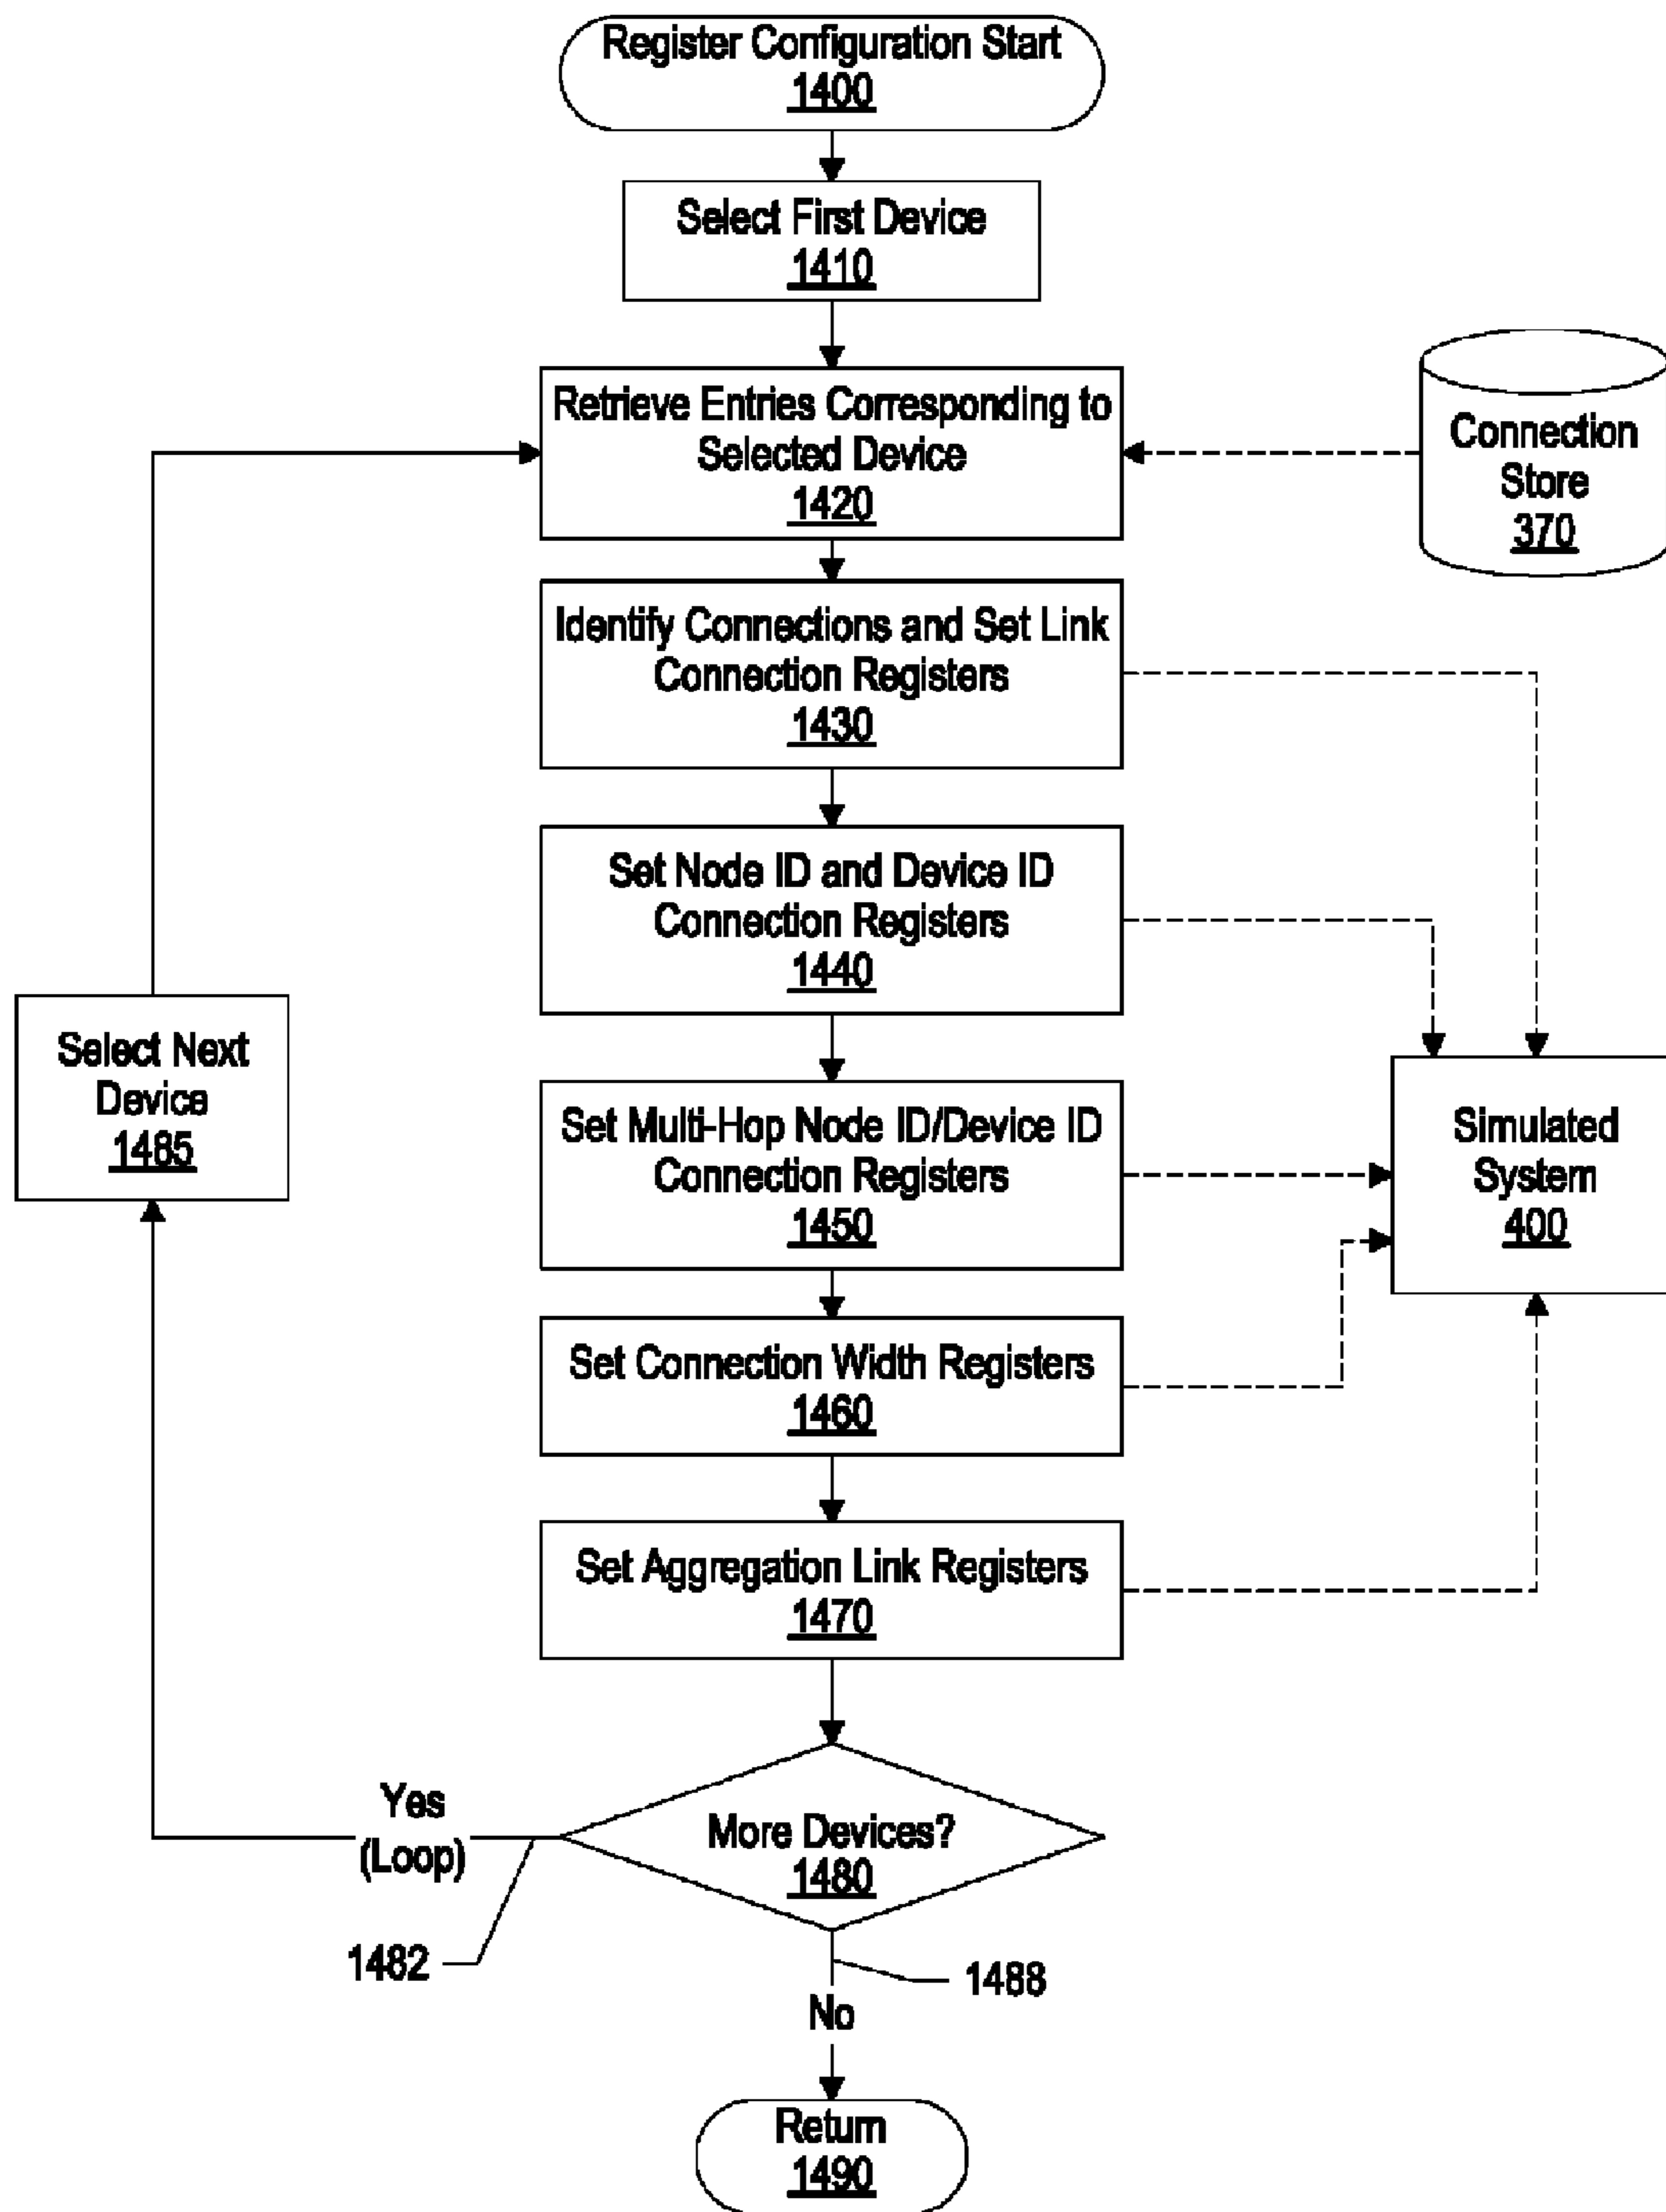 Register Configuration Start
1400
Select First Device
1410
Retrieve Entries Corresponding to
Selected Device
1420
Connection
Store
370
Identify Connections and Set Link
Connection Registers
1430
Set Node ID and Device ID
Connection Registers
1440
Select Next
Device
1485
Set Multi-Hop Node ID/Device ID
Connection Registers
1450
Simulated
System
400
Set Connection Width Registers
1460
Set Aggregation Link Registers
1470
Yes
(Loop)
More Devices?
1480
1482
1488
No
Return
1490